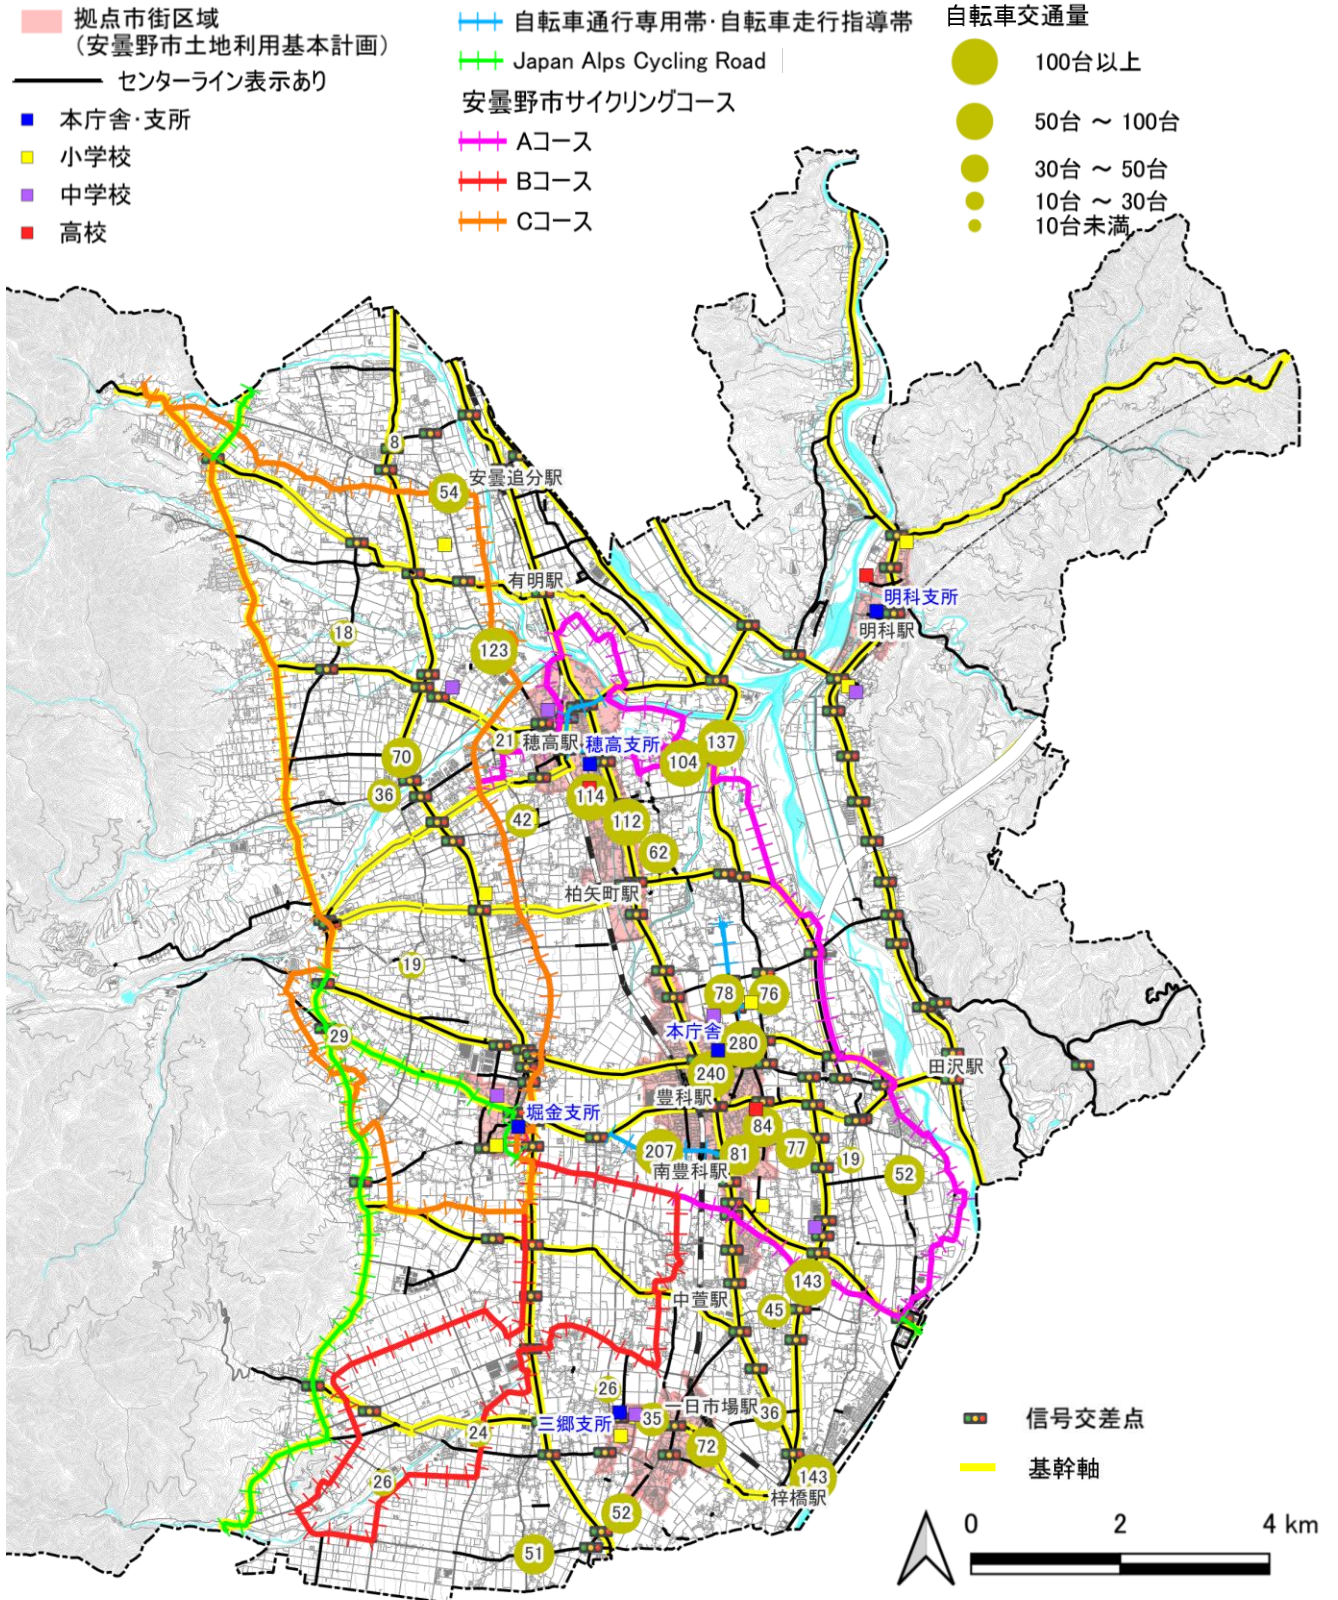 拠点市街区域
（安曇野市土地利用基本計画）
センターライン表示あり
本庁舎・支所
小学校
中学校
高校
自転車通行専用帯・自転車走行指導帯
Japan Alps Cycling Road
安曇野市サイクリングコース
Aコース
Bコース
Cコース
自転車交通量
100台以上
50台 ～ 100台
30台 ～ 50台
10台 ～ 30台
10台未満
8
安曇追分駅
54
有明駅
明科支所
明科駅
18
123
21
穂高駅
穂高支所
137
104
70
36
114
112
42
62
柏矢町駅
19
78
76
29
本庁舎
280
240
田沢駅
豊科駅
堀金支所
84
207
81
77
19
南豊科駅
52
143
中萱駅
45
26
一日市場駅
36
三郷支所
35
24
72
26
143
梓橋駅
52
51
信号交差点
基幹軸
0 2 4 km